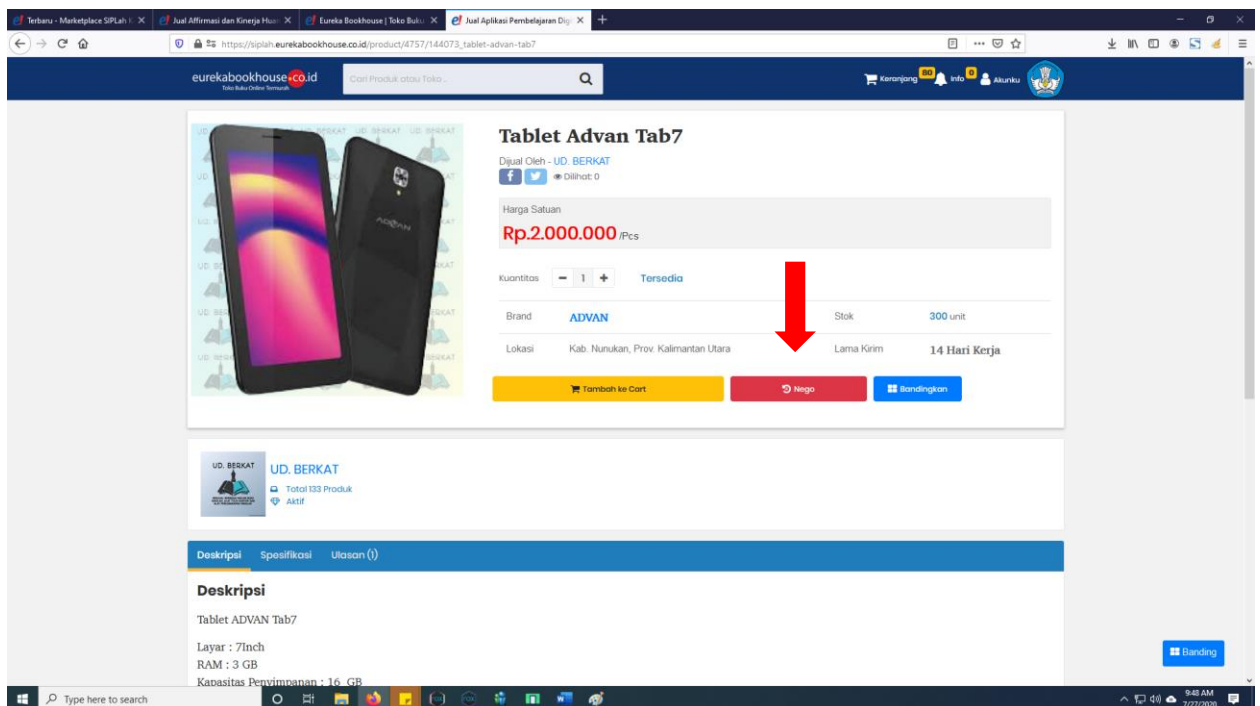 Terbaru - Marketplace SIPLah
Jual Affirmasi dan Kinerja
Eureka Bookhouse | Toko Buku
Jual Aplikasi Pembelajaran Digi
https://siplah.eurekabookhouse.co.id/product/4757/144073_tablet-advan-tab7
eurekabookhouse.co.id
Toko Buku Online Termurah
Cari Produk atau Toko..
Keranjang 80 Info 0 Akunku
Tablet Advan Tab7
Dijual Oleh - UD. BERKAT
Dilihat: 0
Harga Satuan
Rp.2.000.000 /Pcs
Kuantitas 1 Tersedia
Brand ADVAN Stok 300 unit
Lokasi Kab. Nunukan, Prov. Kalimantan Utara Lama Kirim 14 Hari Kerja
Tambah ke Cart Nego Bandingkan
ADVAN
UD. BERKAT
UD. BERKAT
Total 133 Produk
Aktif
Deskripsi Spesifikasi Ulasan (1)
Deskripsi
Tablet ADVAN Tab7
Layar : 7Inch
RAM : 3 GB
Kapasitas Penyimpanan : 16 GB
Banding
Type here to search
9:48 AM
7/27/2020